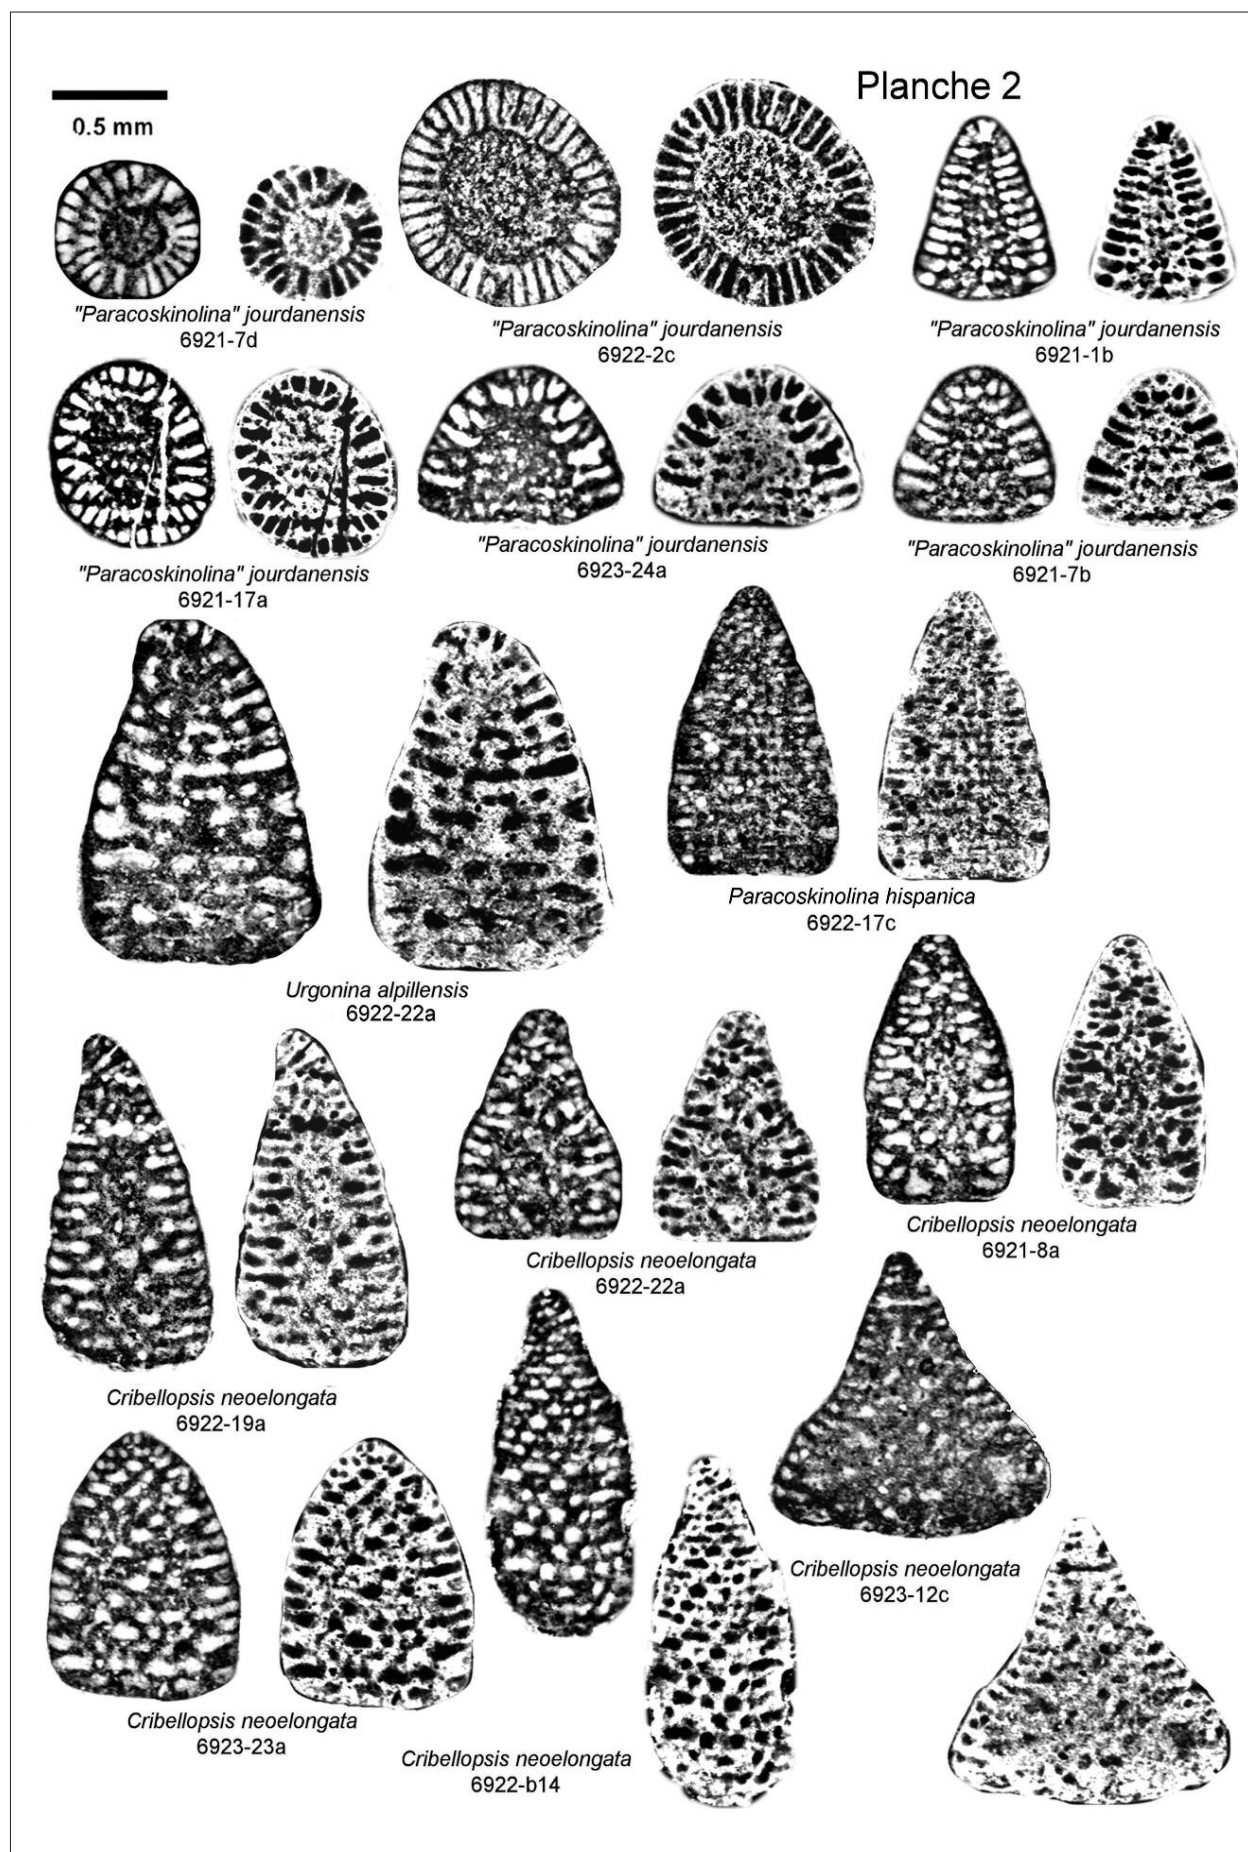 Planche 2
0.5 mm
"Paracoskinolina" jourdanensis
6921-7d
"Paracoskinolina" jourdanensis
6922-2c
"Paracoskinolina" jourdanensis
6921-1b
"Paracoskinolina" jourdanensis
6921-17a
"Paracoskinolina" jourdanensis
6923-24a
"Paracoskinolina" jourdanensis
6921-7b
Paracoskinolina hispanica
6922-17c
Urgonina alpillensis
6922-22a
Cribellopsis neoelongata
6921-8a
Cribellopsis neoelongata
6922-22a
Cribellopsis neoelongata
6922-19a
Cribellopsis neoelongata
6923-12c
Cribellopsis neoelongata
6923-23a
Cribellopsis neoelongata
6922-b14